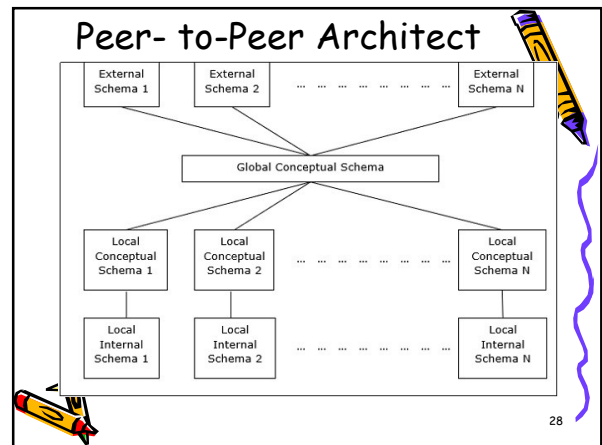 Peer- to-Peer Architect
External
Schema 1
External
Schema 2
... ... ... ... ... ... ... ...
External
Schema N
Global Conceptual Schema
Local
Conceptual
Schema 1
Local
Conceptual
Schema 2
... ... ... ... ... ... ... ...
Local
Conceptual
Schema N
Local
Internal
Schema 1
Local
Internal
Schema 2
... ... ... ... ... ... ... ...
Local
Internal
Schema N
28